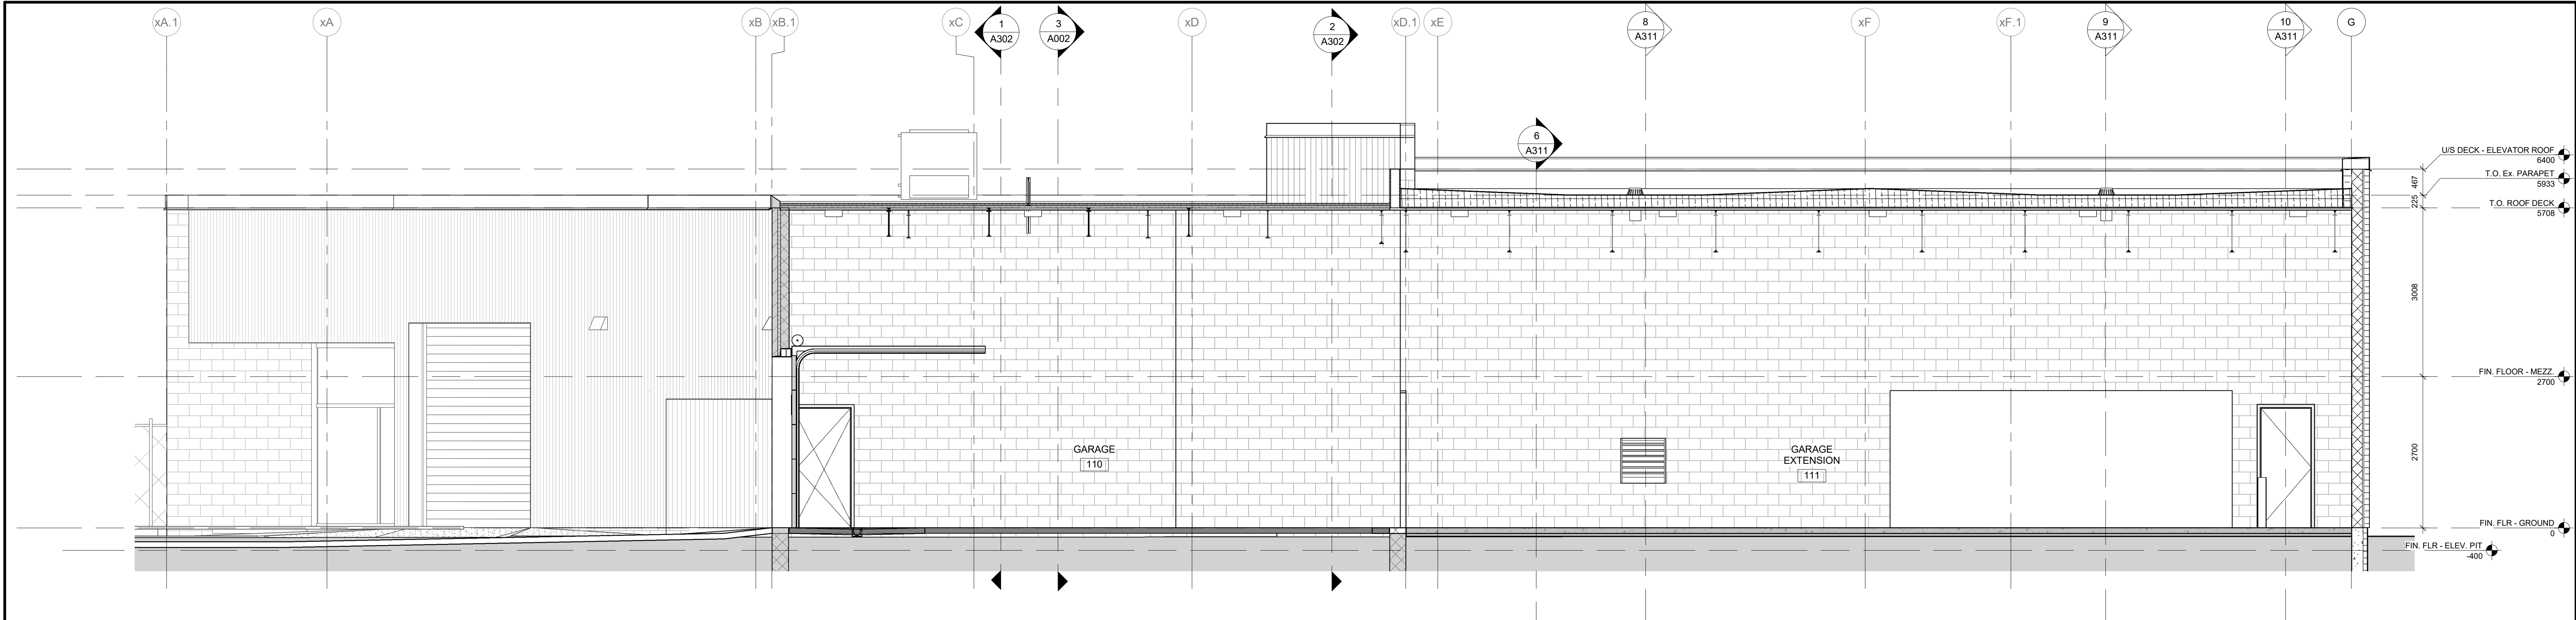 xA.1
xA
xB
xB.1
xC
1
A302
3
A002
xD
2
A302
xD.1
xE
8
A311
xF
xF.1
9
A311
10
A311
G
6
A311
U/S DECK - ELEVATOR ROOF
6400
467
T.O. Ex. PARAPET
5933
225
T.O. ROOF DECK
5708
3008
FIN. FLOOR - MEZZ.
2700
2700
GARAGE
110
GARAGE
EXTENSION
111
FIN. FLR - GROUND
0
FIN. FLR - ELEV. PIT
-400